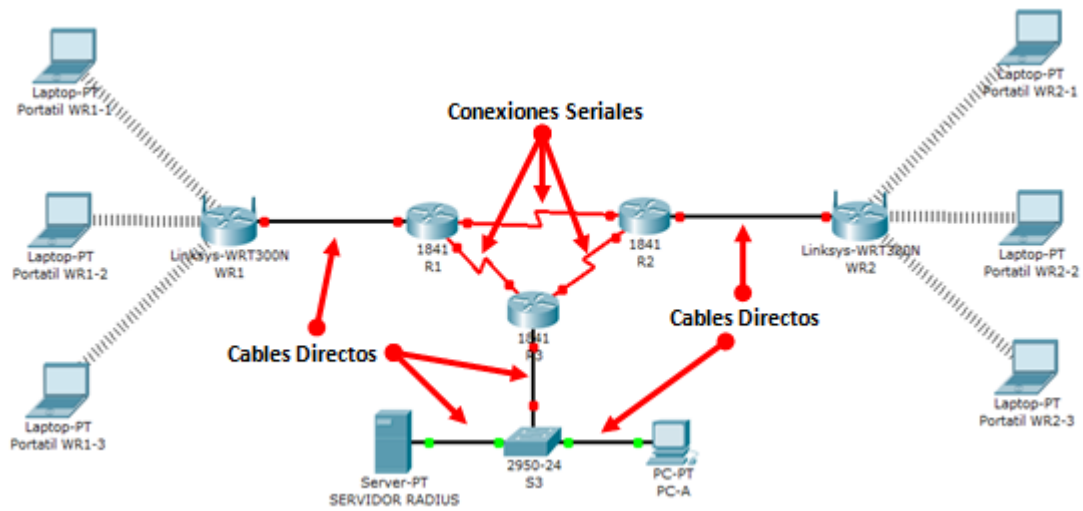 Laptop-PT
Portatil WR1-1
Laptop-PT
Portatil WR2-1
Conexiones Seriales
Laptop-PT
Portatil WR1-2
Linksys-WRT300N
WR1
1841
R1
1841
R2
Linksys-WRT320N
WR2
Laptop-PT
Portatil WR2-2
1841
R3
Cables Directos
Cables Directos
Laptop-PT
Portatil WR1-3
Laptop-PT
Portatil WR2-3
Server-PT
SERVIDOR RADIUS
2950-24
S3
PC-PT
PC-A